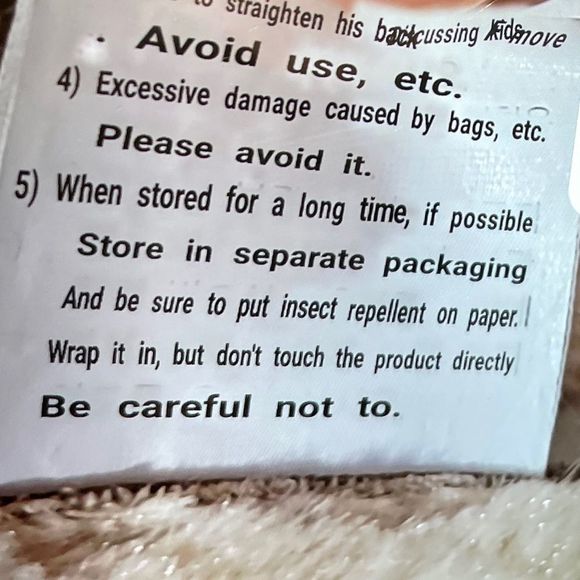 straighten his
· Avoid use, etc.
4) Excessive damage caused by bags, etc.
Please avoid it.
5) When stored for a long time, if possible
Store in separate packaging
And be sure to put insect repellent on paper.
Wrap it in, but don't touch the product directly
Be careful not to.